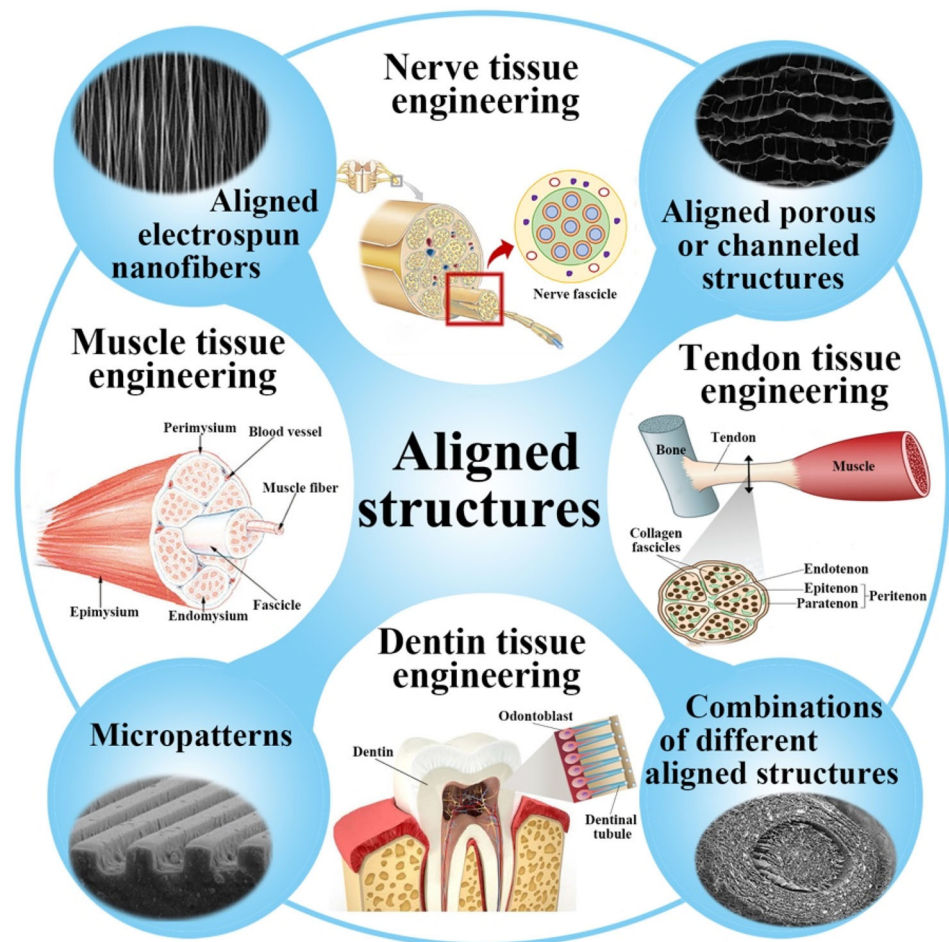 Nerve tissue
engineering
Nerve fascicle
Aligned
electrospun
nanofibers
Aligned porous
or channeled
structures
Muscle tissue
engineering
Perimysium
Blood vessel
Muscle fiber
Epimysium
Endomysium
Fascicle
Aligned
structures
Tendon tissue
engineering
Bone
Tendon
Muscle
Collagen
fascicles
Endotenon
Epitenon
Paratenon
Peritenon
Dentin tissue
engineering
Odontoblast
Dentin
Dentinal
tubule
Micropatterns
Combinations
of different
aligned structures